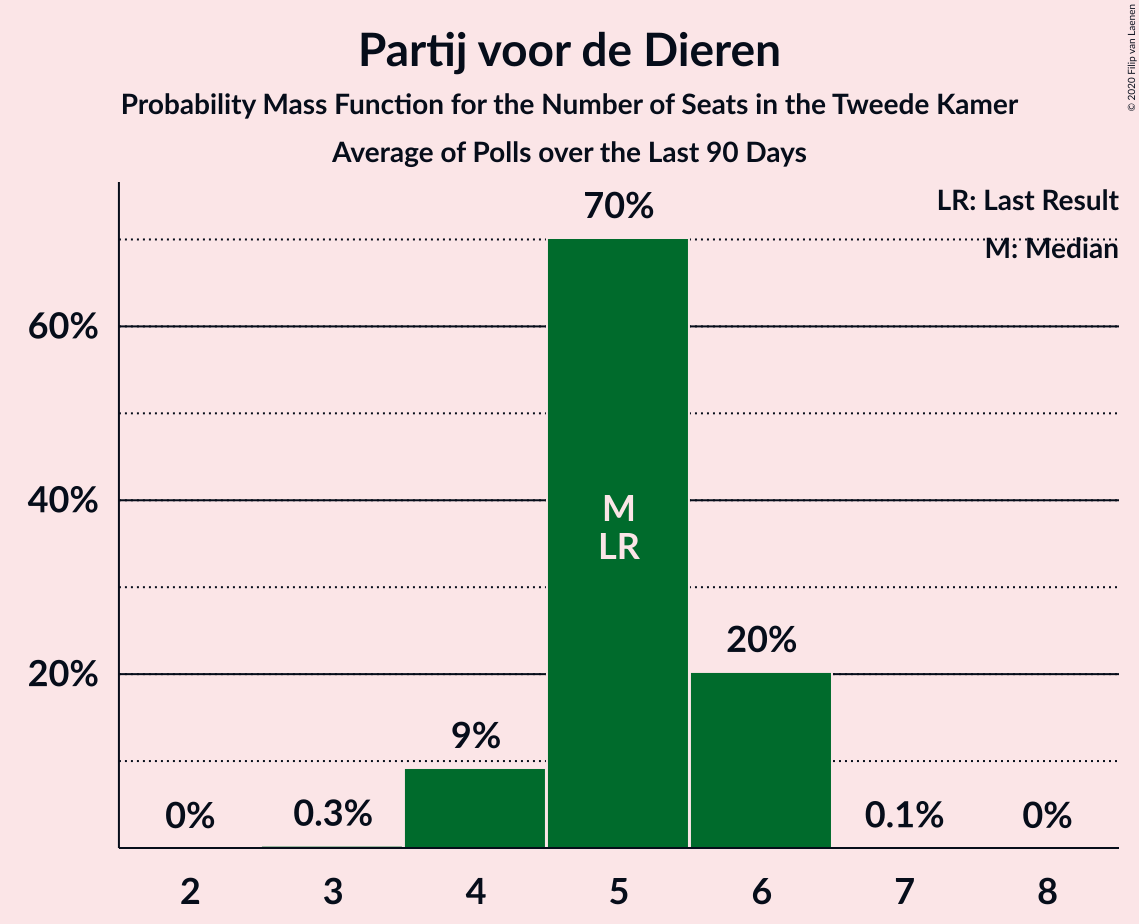 Partij voor de Dieren
Probability Mass Function for the Number of Seats in the Tweede Kamer
Average of Polls over the Last 90 Days
© 2020 Filip van Laenen
LR: Last Result
M: Median
70%
60%
40%
20%
M
LR
20%
9%
0%
0.3%
0.1%
0%
2 3 4 5 6 7 8